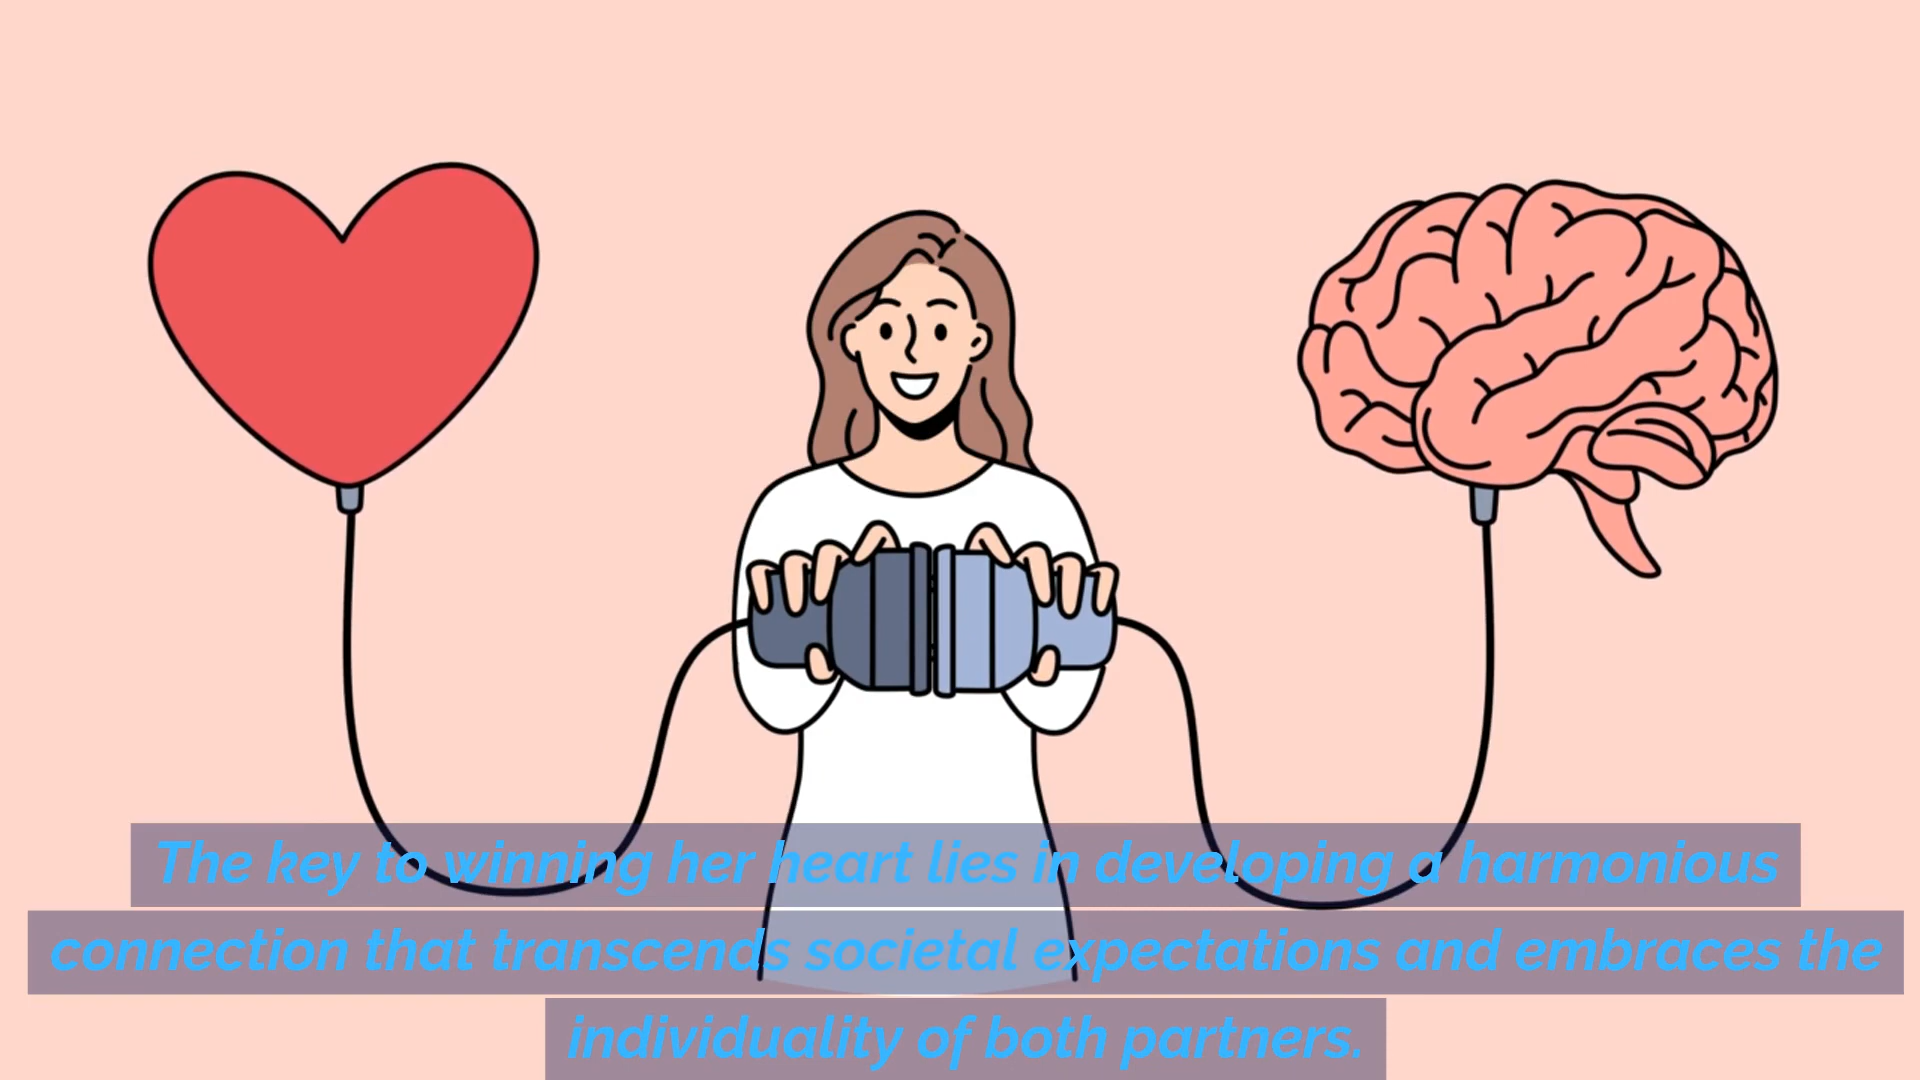 The key to winning her heart lies in developing a harmonious
connection that transcends societal expectations and embraces the
individuality of both partners.